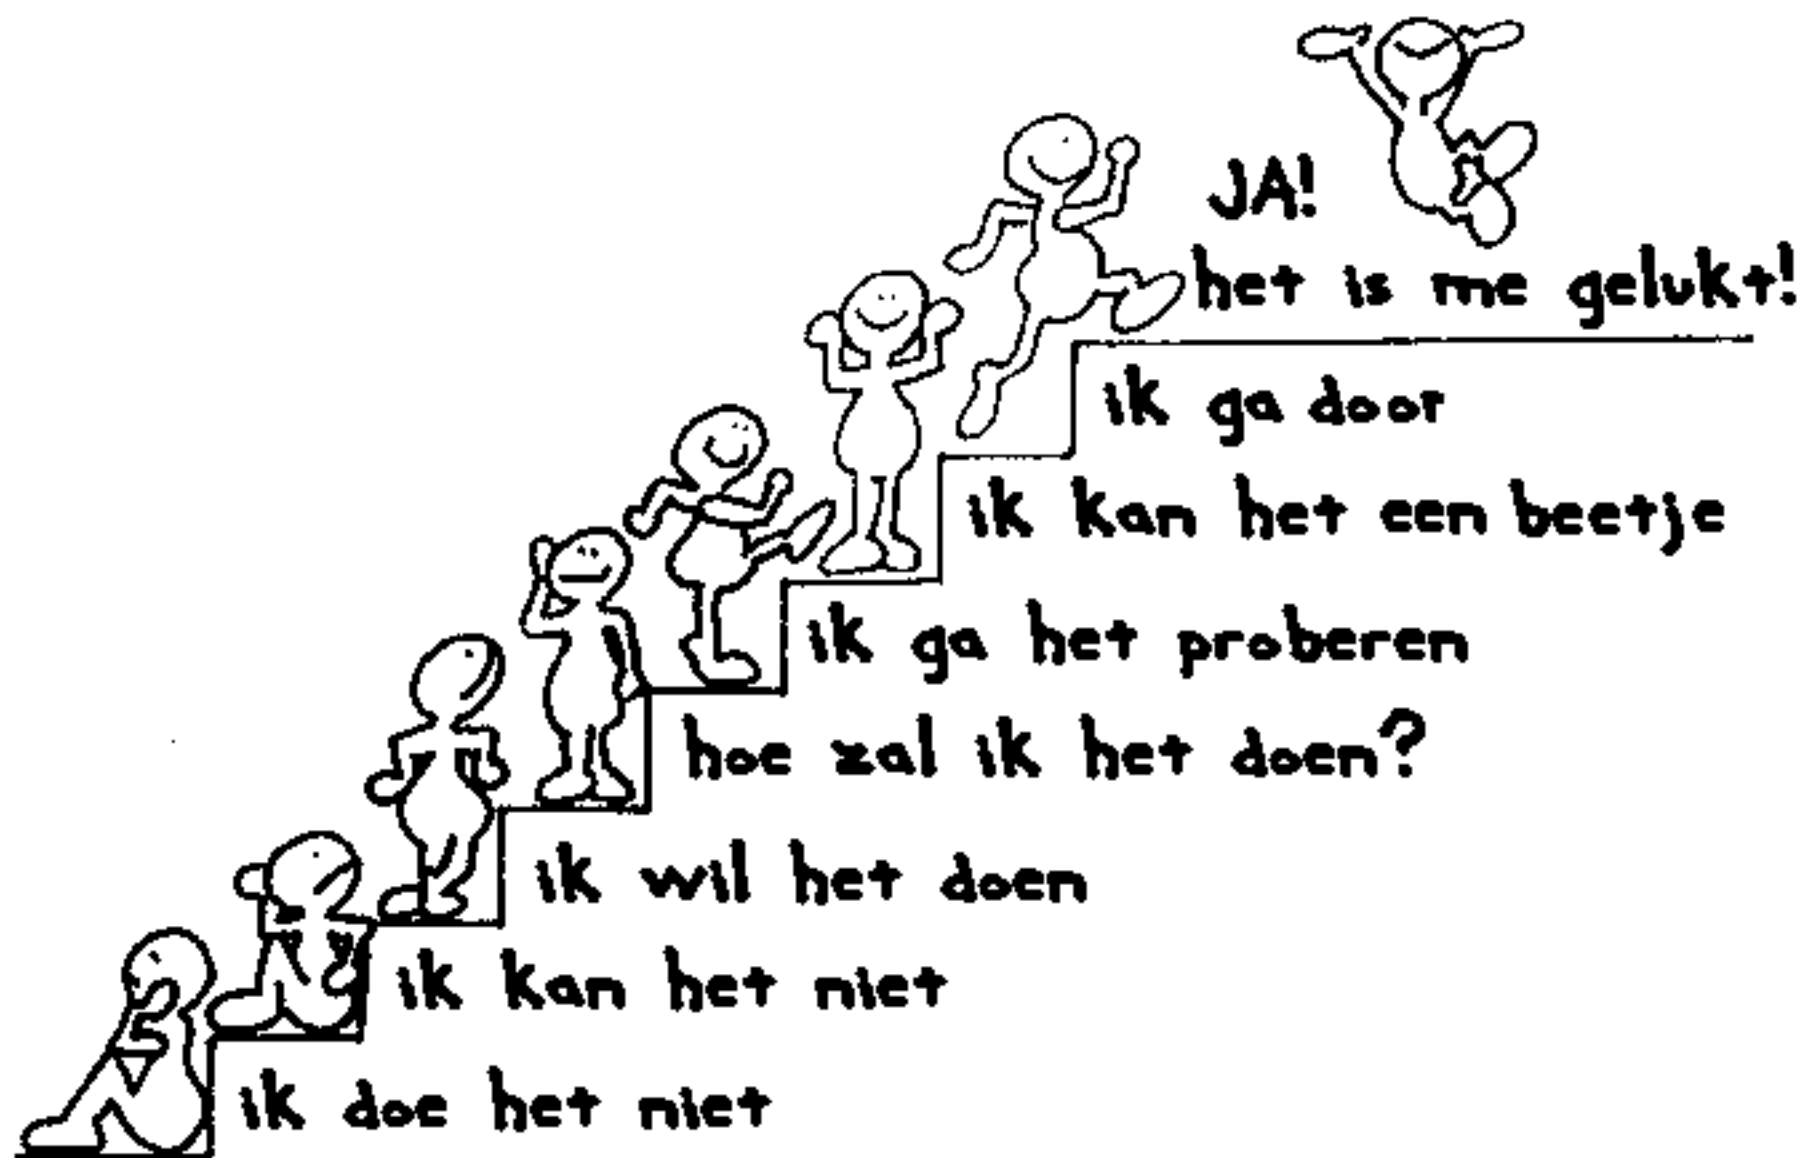 JA!
het is me gelukt!
ik ga door
ik kan het een beetje
ik ga het proberen
hoe zal ik het doen?
ik wil het doen
ik kan het niet
ik doe het niet